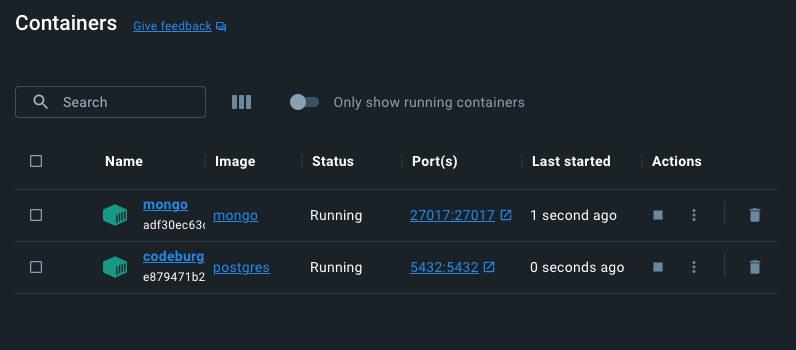 Containers Give feedback
Search Only show running containers
Name Image Status Port(s) Last started Actions
mongo
adf30ec63c mongo Running 27017:27017 1 second ago
codeburg
e879471b2 postgres Running 5432:5432 0 seconds ago